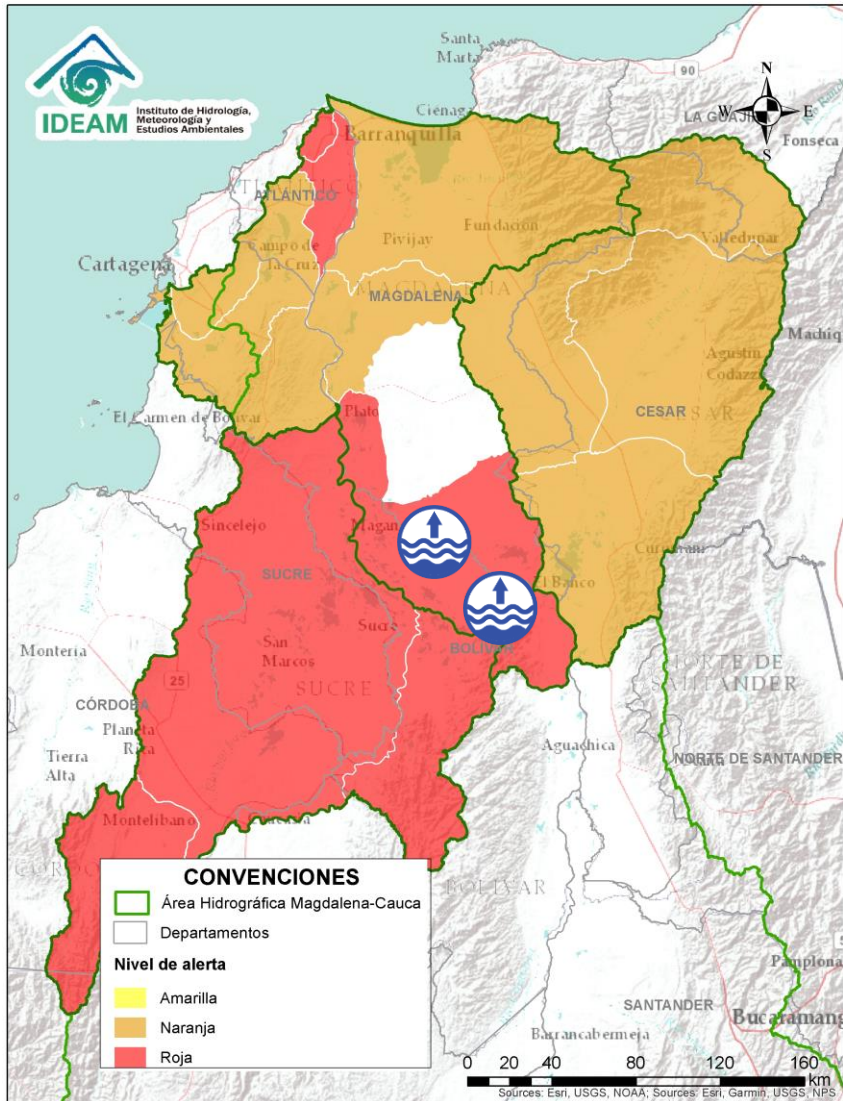 IDEAM
Instituto de Hidrología,
Meteorología y
Estudios Ambientales
Santa
Marta
90
N
W
E
S
Ciénaga
LA GUAJIRA
Fonseca
Barranquilla
ATLÁNTICO
Fundación
Pivijay
Valledupar
Campo de
la Cruz
Cartagena
MAGDALENA
MAGDALENA
Agustín
Codazzi
El Carmen de Bolívar
Plato
CESAR
CESAR
Sincelejo
Magan
SUCRE
El Banco
Sucre
BOLÍVAR
San
Marcos
SUCRE
Montería
25
CÓRDOBA
Planeta
Rica
Tierra
Alta
NORTE DE
SANTANDER
NORTE DE SANTANDER
Aguachica
Montelibano
BOLÍVAR
CONVENCIONES
Área Hidrográfica Magdalena-Cauca
Departamentos
Nivel de alerta
Amarilla
Naranja
Roja
Pamplona
SANTANDER
Bucaramang
Barrancabermeja
0 20 40 80 120 160
km
Sources: Esri, USGS, NOAA; Sources: Esri, Garmin, USGS, NPS